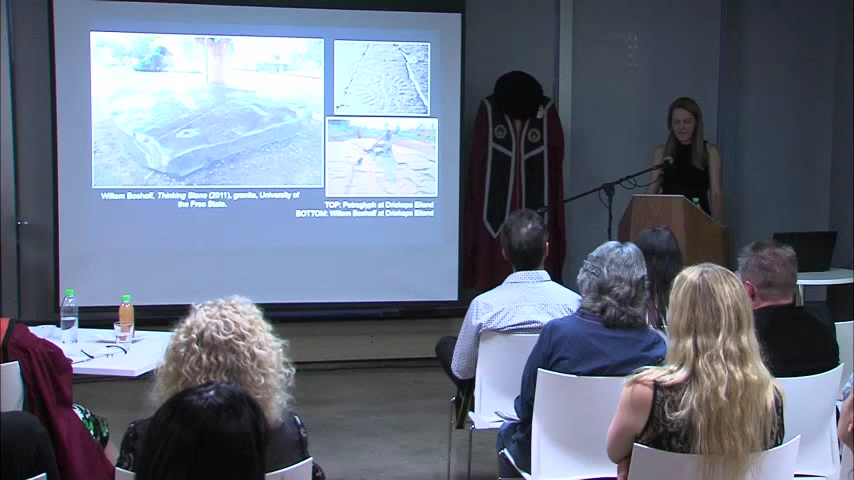 Willem Boshoff, Thinking Stone (2011), granite, University of
the Free State.
TOP: Petroglyph at Driekops Eiland
BOTTOM: Willem Boshoff at Driekops Eiland